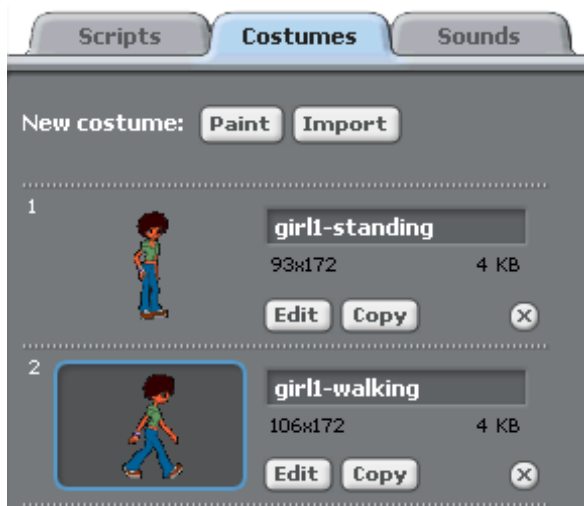 Scripts Costumes Sounds
New costume: Paint Import
1
girl1-standing
93x172 4 KB
Edit Copy x
2
girl1-walking
106x172 4 KB
Edit Copy x